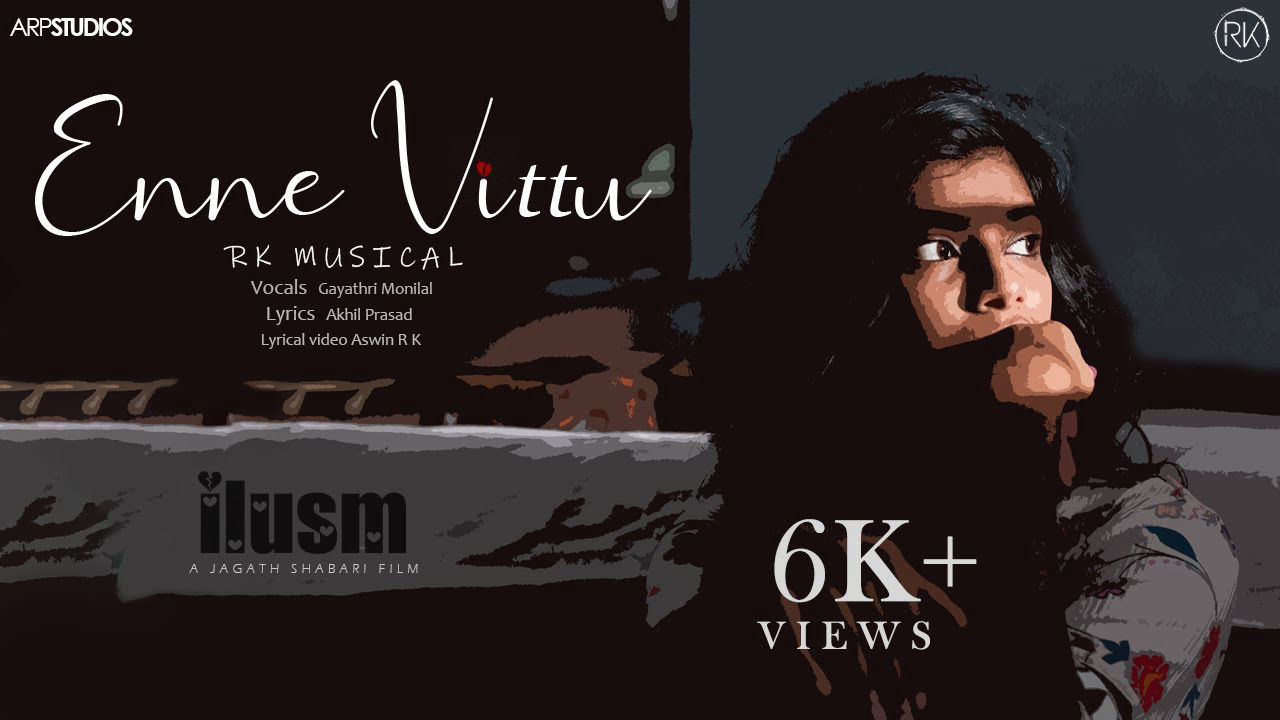 ARPSTUDIOS
RK
Enne Vittu
RK MUSICAL
Vocals Gayathri Monilal
Lyrics Akhil Prasad
Lyrical video Aswin R K
ilusm
A JAGATH SHABARI FILM
6K+
VIEWS